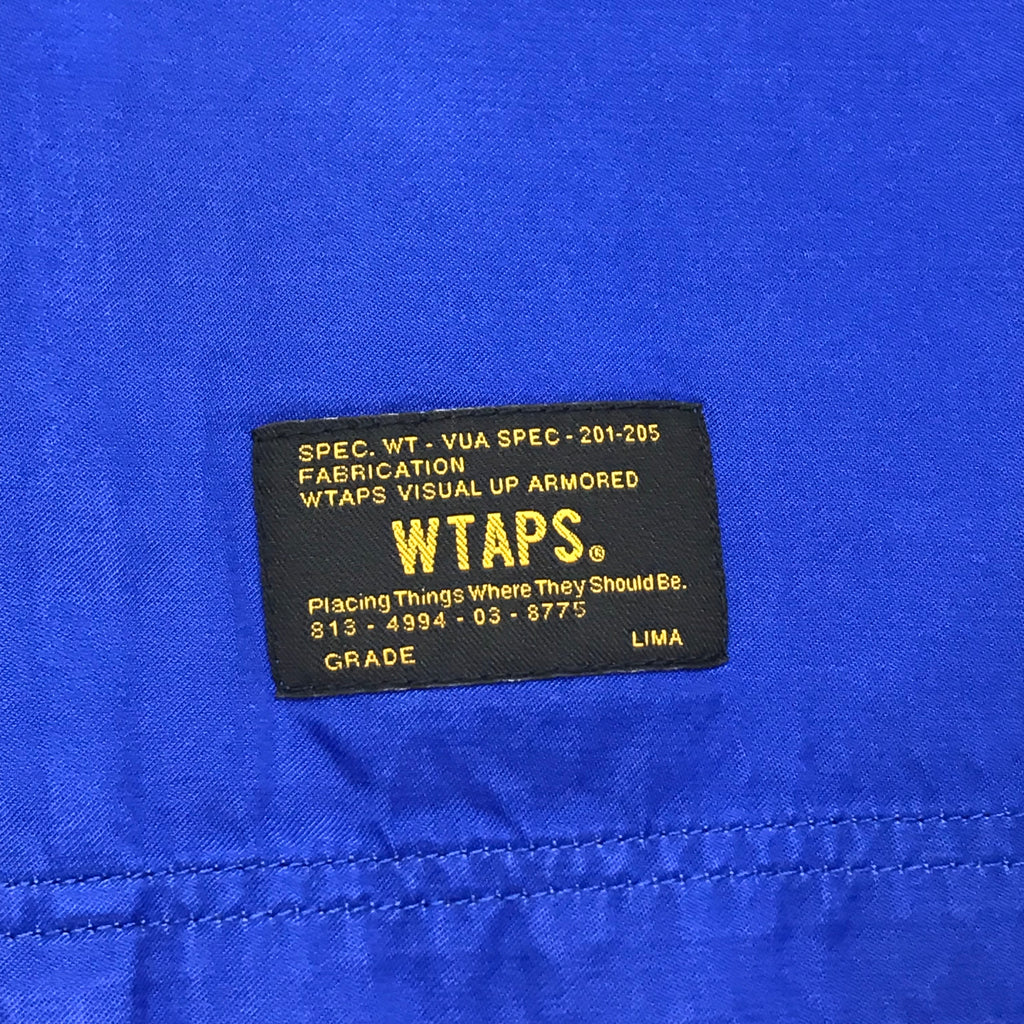 SPEC. WT - VUA SPEC - 201-205
FABRICATION
WTAPS VISUAL UP ARMORED
WTAPS.®
Placing Things Where They Should Be.
813 - 4994 - 03 - 8775
GRADE LIMA